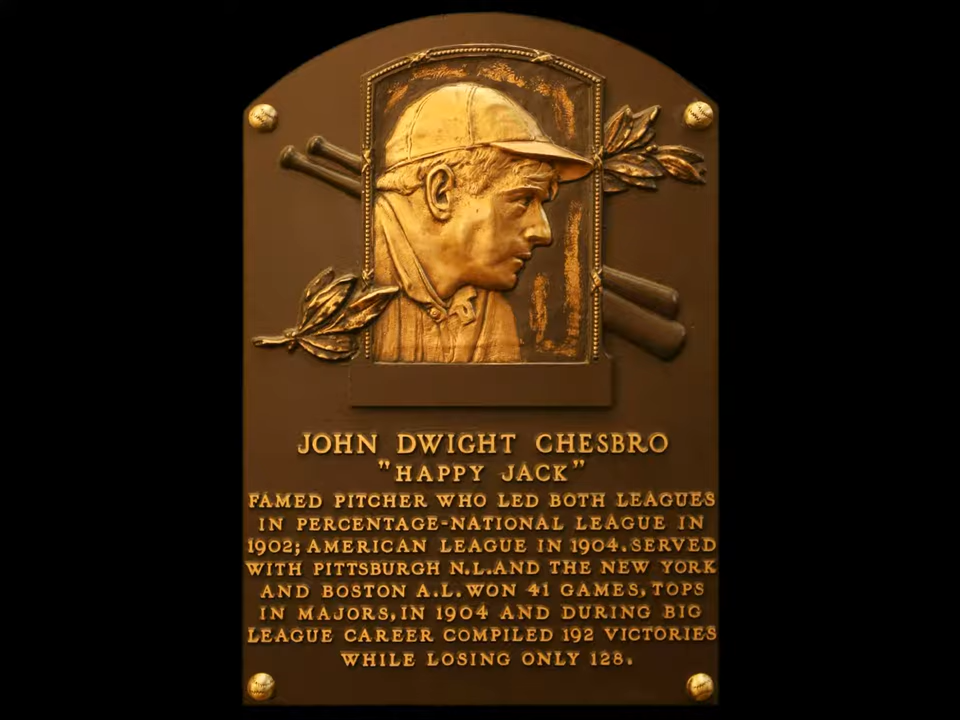 JOHN DWIGHT CHESBRO
"HAPPY JACK"
FAMED PITCHER WHO LED BOTH LEAGUES
IN PERCENTAGE-NATIONAL LEAGUE IN
1902; AMERICAN LEAGUE IN 1904. SERVED
WITH PITTSBURGH N.L. AND THE NEW YORK
AND BOSTON A.L. WON 41 GAMES, TOPS
IN MAJORS, IN 1904 AND DURING BIG
LEAGUE CAREER COMPILED 192 VICTORIES
WHILE LOSING ONLY 128.